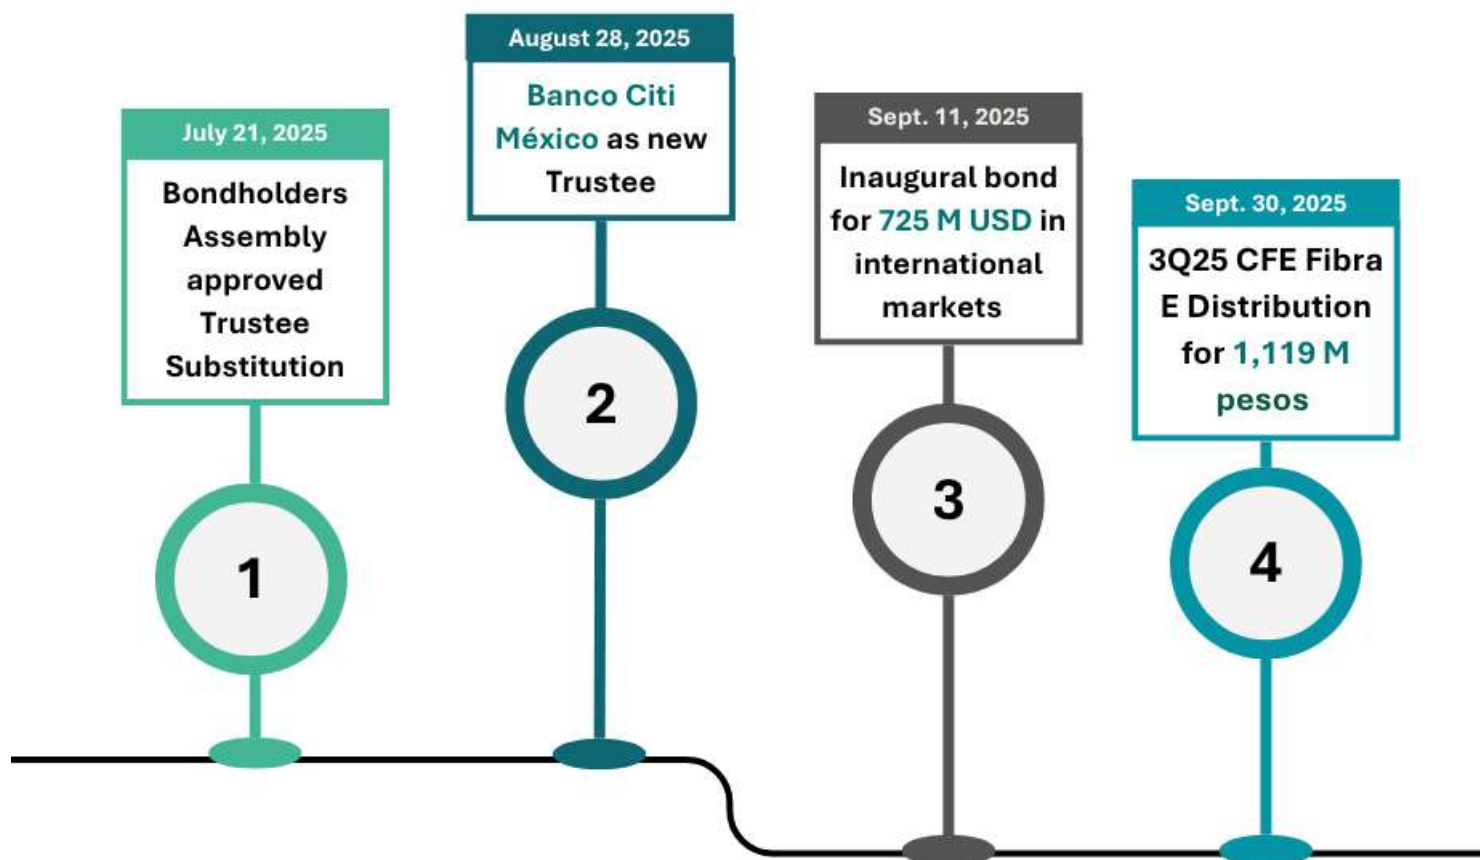 July 21, 2025
Bondholders
Assembly
approved
Trustee
Substitution
1
August 28, 2025
Banco Citi
México as new
Trustee
2
Sept. 11, 2025
Inaugural bond
for 725 M USD in
international
markets
3
Sept. 30, 2025
3Q25 CFE Fibra
E Distribution
for 1,119 M
pesos
4